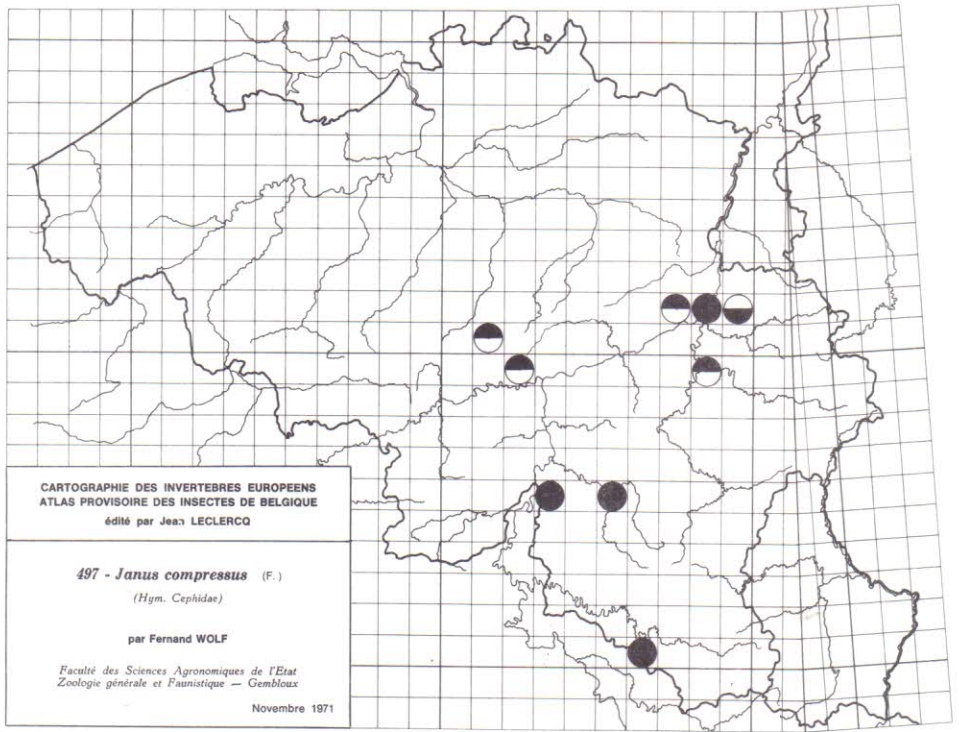 CARTOGRAPHIE DES INVERTEBRES EUROPEENS
ATLAS PROVISOIRE DES INSECTES DE BELGIQUE
édité par Jean LECLERCQ
497 - Janus compressus (F.)
(Hym. Cephidae)
par Fernand WOLF
Faculté des Sciences Agronomiques de l'Etat
Zoologie générale et Faunistique — Gembloux
Novembre 1971